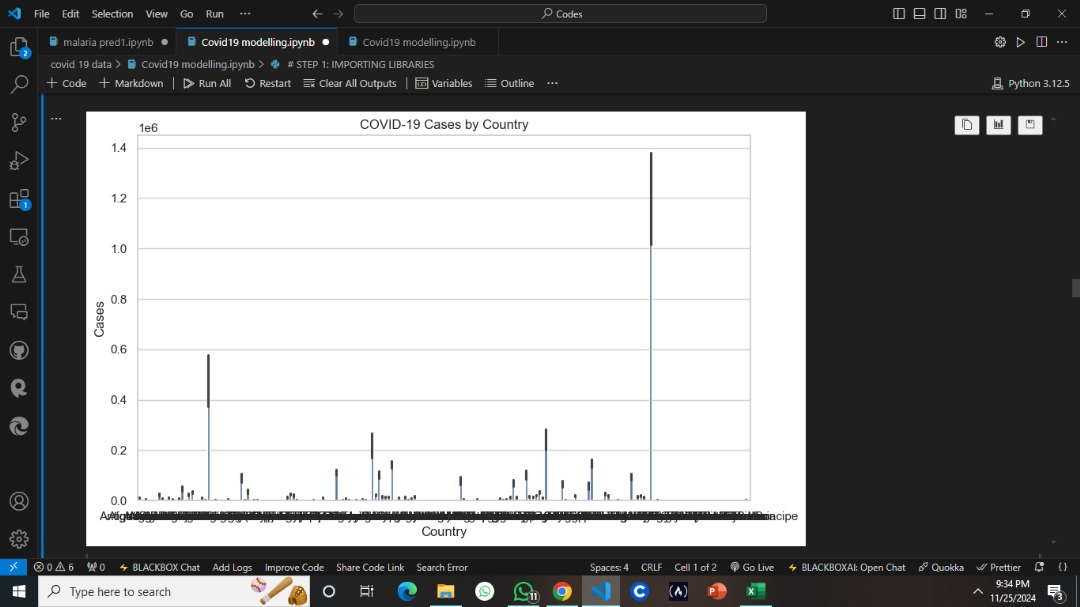 File Edit Selection View Go Run ··· Codes
malaria pred1.ipynb Covid19 modelling.ipynb Covid19 modelling.ipynb
covid 19 data > Covid19 modelling.ipynb > # STEP 1: IMPORTING LIBRARIES
+ Code + Markdown Run All Restart Clear All Outputs Variables Outline ··· Python 3.12.5
COVID-19 Cases by Country
1e6
1.4
1.2
1.0
0.8
0.6
0.4
0.2
0.0
Cases
Country
2
1
0 6 0 BLACKBOX Chat Add Logs Improve Code Share Code Link Search Error Spaces: 4 CRLF Cell 1 of 2 Go Live BLACKBOXAI: Open Chat Quokka Prettier {}
Type here to search 11 9:34 PM
11/25/2024 3